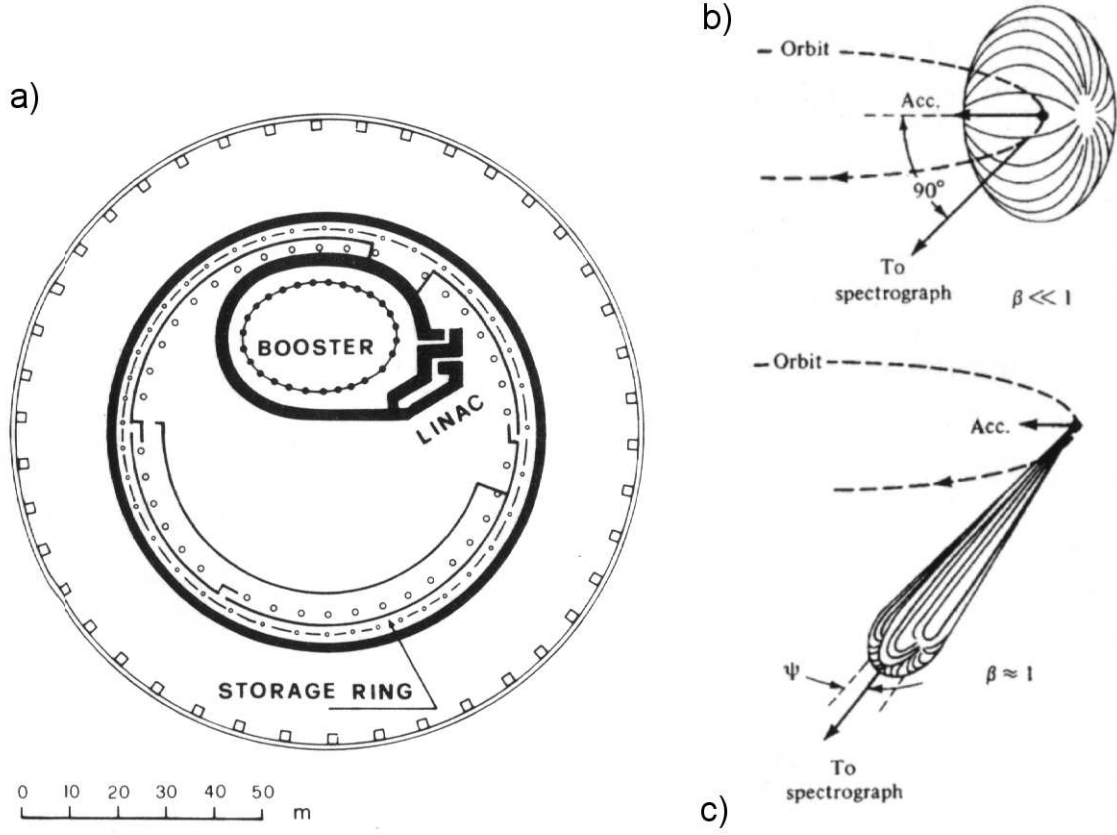 a)
BOOSTER
LINAC
STORAGE RING
0 10 20 30 40 50 m
b)
Orbit
Acc.
90°
To
spectrograph
β ≪ 1
Orbit
Acc.
ψ
β ≈ 1
To
spectrograph
c)